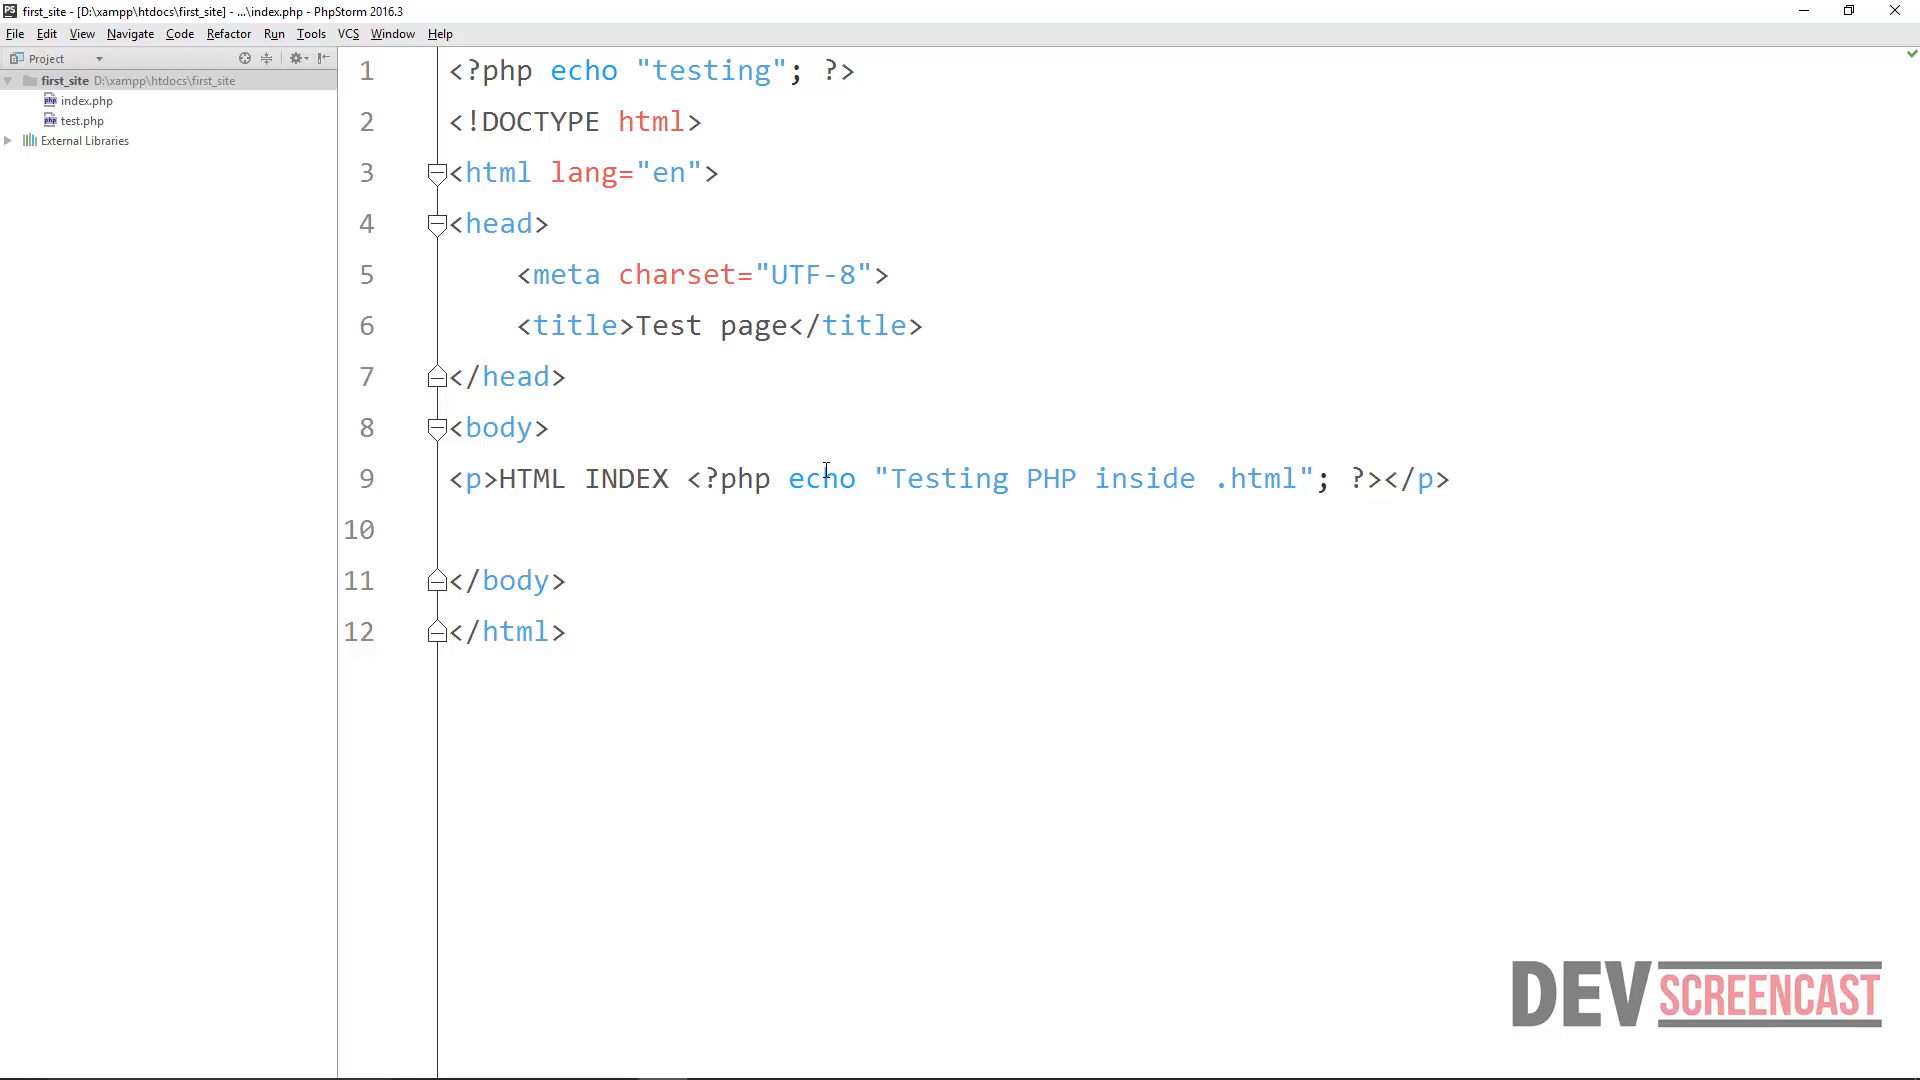 first_site - [D:\xampp\htdocs\first_site] - ...\index.php - PhpStorm 2016.3
File Edit View Navigate Code Refactor Run Tools VCS Window Help
Project
first_site D:\xampp\htdocs\first_site
index.php
test.php
External Libraries
1 <?php echo "testing"; ?>
2 <!DOCTYPE html>
3 <html lang="en">
4 <head>
5     <meta charset="UTF-8">
6     <title>Test page</title>
7 </head>
8 <body>
9 <p>HTML INDEX <?php echo "Testing PHP inside .html"; ?></p>
10
11 </body>
12 </html>
DEV SCREENCAST